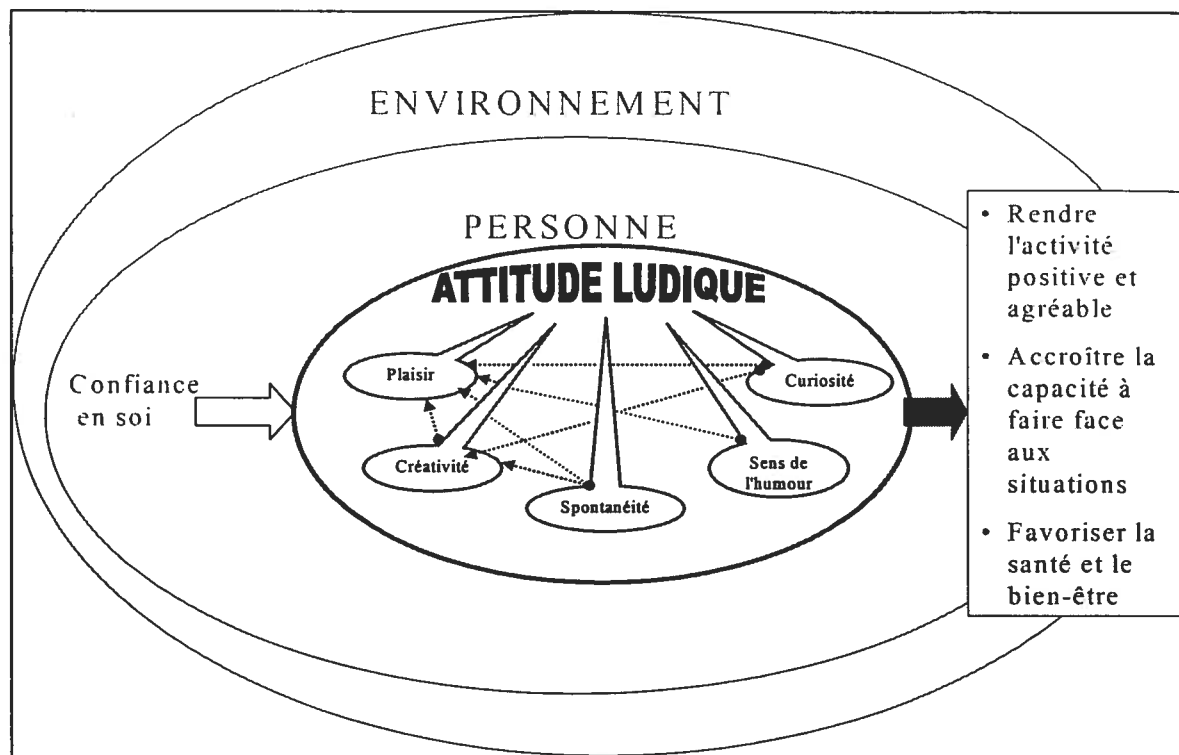 ENVIRONNEMENT
PERSONNE
ATTITUDE LUDIQUE
Confiance
en soi
Plaisir
Curiosité
Créativité
Sens de
l'humour
Spontanéité
• Rendre
l'activité
positive et
agréable
• Accroître la
capacité à
faire face
aux
situations
• Favoriser la
santé et le
bien-être